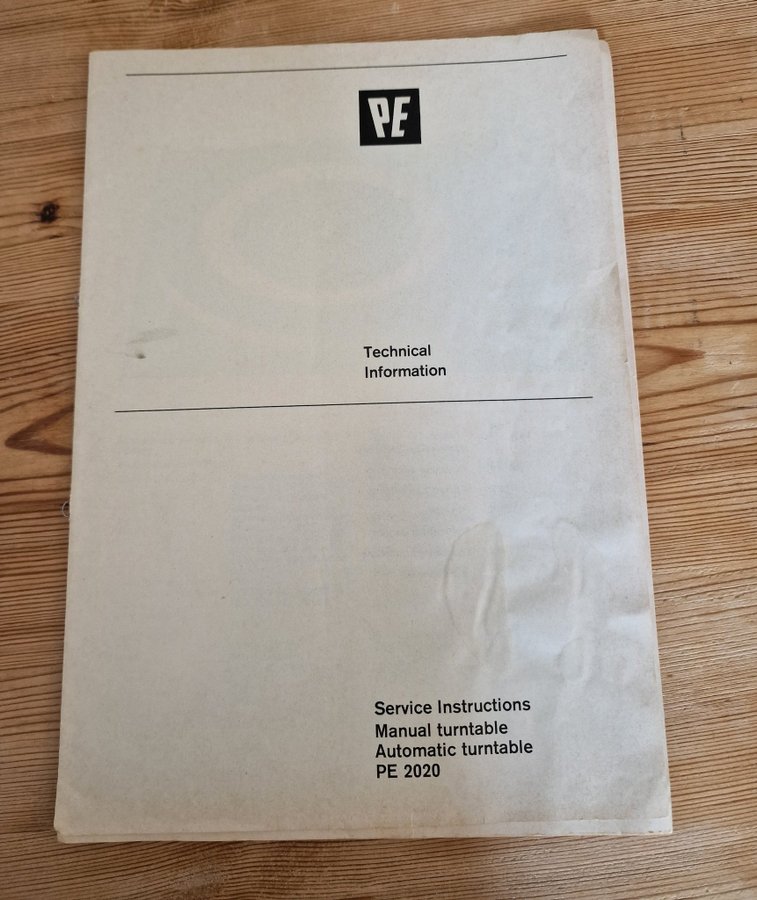 PE
Technical
Information
Service Instructions
Manual turntable
Automatic turntable
PE 2020